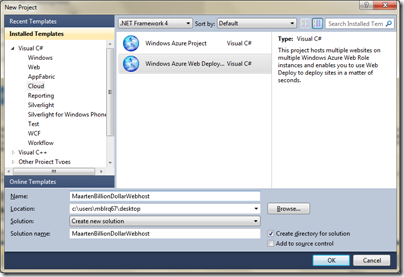 New Project
Recent Templates
.NET Framework 4
Sort by: Default
Search Installed Tem
Installed Templates
Visual C#
Windows
Web
AppFabric
Cloud
Reporting
Silverlight
Silverlight for Windows Phone
Test
WCF
Workflow
Visual C++
Other Project Types
Online Templates
Windows Azure Project Visual C#
Windows Azure Web Deploy... Visual C#
Type: Visual C#
This project hosts multiple websites on
multiple Windows Azure Web Role
instances and enables you to use Web
Deploy to deploy sites in a matter of
seconds.
Name: MaartenBillionDollarWebhost
Location: c:\users\mblrq67\desktop
Browse...
Solution: Create new solution
Solution name: MaartenBillionDollarWebhost
Create directory for solution
Add to source control
OK Cancel